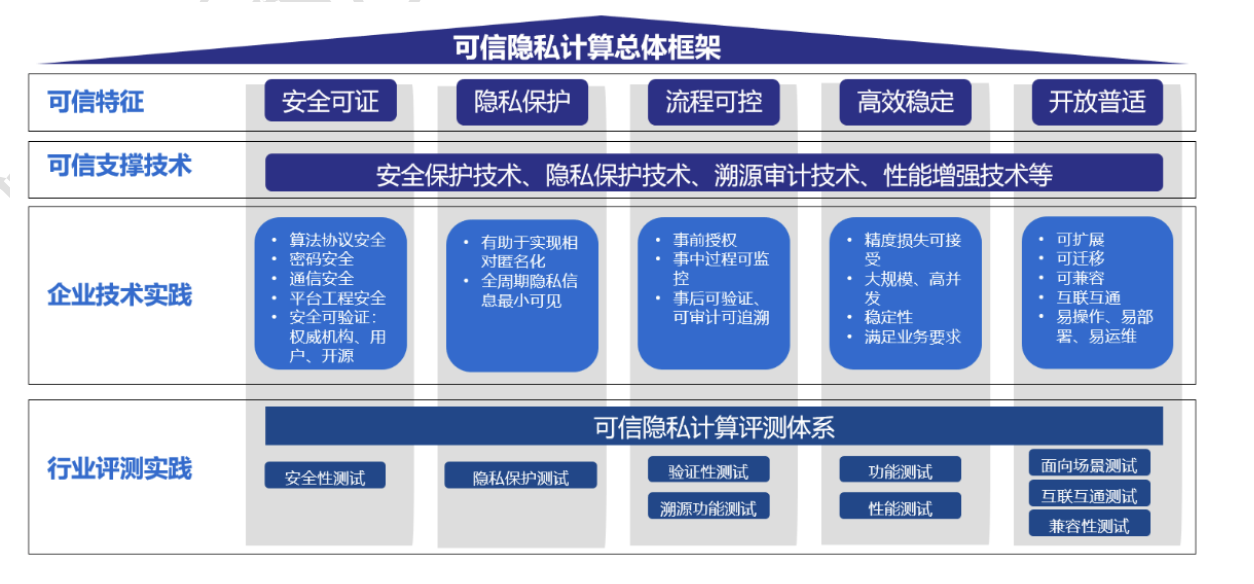 可信隐私计算总体框架
可信特征
安全可证
隐私保护
流程可控
高效稳定
开放普适
可信支撑技术
安全保护技术、隐私保护技术、溯源审计技术、性能增强技术等
企业技术实践
• 算法协议安全
• 密码安全
• 通信安全
• 平台工程安全
• 安全可验证：
权威机构、用
户、开源
• 有助于实现相
对匿名化
• 全周期隐私信
息最小可见
• 事前授权
• 事中过程可监
控
• 事后可验证、
可审计可追溯
• 精度损失可接
受
• 大规模、高并
发
• 稳定性
• 满足业务要求
• 可扩展
• 可迁移
• 可兼容
• 互联互通
• 易操作、易部
署、易运维
行业评测实践
可信隐私计算评测体系
安全性测试
隐私保护测试
验证性测试
溯源功能测试
功能测试
性能测试
面向场景测试
互联互通测试
兼容性测试